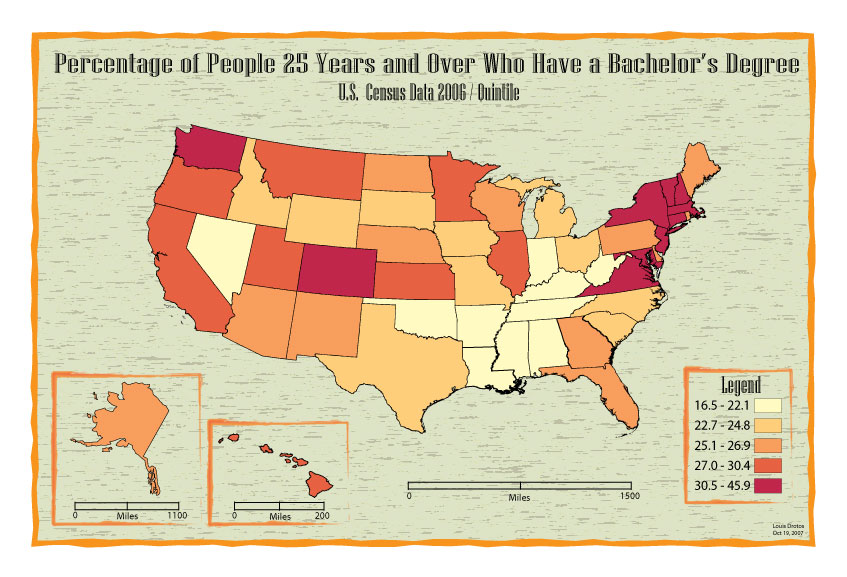 Percentage of People 25 Years and Over Who Have a Bachelor's Degree
U.S. Census Data 2006 / Quintile
Legend
16.5 - 22.1
22.7 - 24.8
25.1 - 26.9
27.0 - 30.4
30.5 - 45.9
0 Miles 1100
0 Miles 200
0 Miles 1500
Louis Drotos
Oct 19, 2007